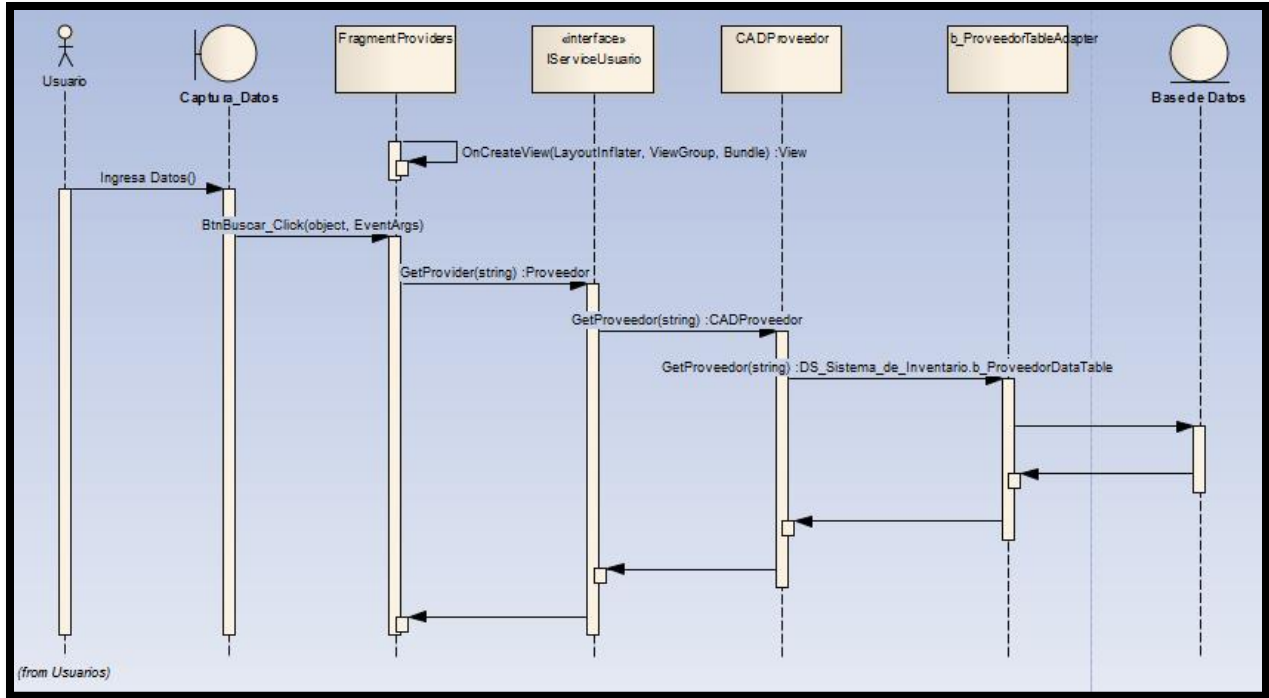 Usuario
Captura_Datos
FragmentProviders
«interface»
IServiceUsuario
CADProveedor
b_ProveedorTableAdapter
Base de Datos
OnCreateView(LayoutInflater, ViewGroup, Bundle) :View
Ingresa Datos()
BtnBuscar_Click(object, EventArgs)
GetProvider(string) :Proveedor
GetProveedor(string) :CADProveedor
GetProveedor(string) :DS_Sistema_de_Inventario.b_ProveedorDataTable
(from Usuarios)